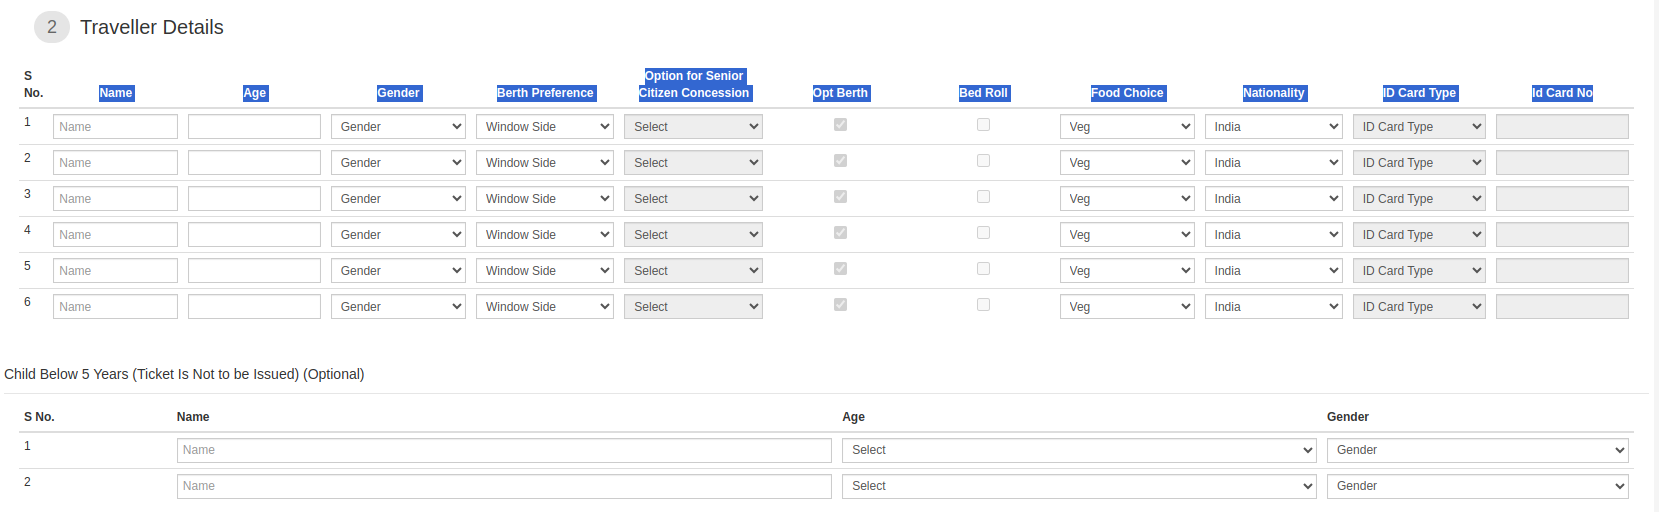 2 Traveller Details
S No. Name Age Gender Berth Preference Option for Senior Citizen Concession Opt Berth Bed Roll Food Choice Nationality ID Card Type Id Card No
1 Name Gender Window Side Select Veg India ID Card Type
2 Name Gender Window Side Select Veg India ID Card Type
3 Name Gender Window Side Select Veg India ID Card Type
4 Name Gender Window Side Select Veg India ID Card Type
5 Name Gender Window Side Select Veg India ID Card Type
6 Name Gender Window Side Select Veg India ID Card Type
Child Below 5 Years (Ticket Is Not to be Issued) (Optional)
S No. Name Age Gender
1 Name Select Gender
2 Name Select Gender